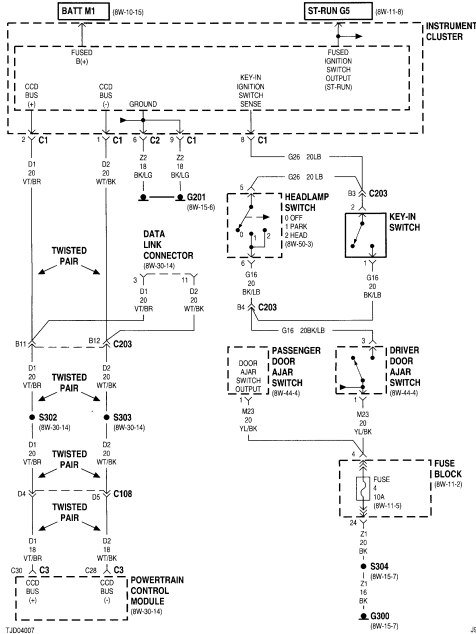 BATT M1 (8W-10-15)
ST-RUN G5 (8W-11-8)
INSTRUMENT
CLUSTER
FUSED
B(+)
FUSED
IGNITION
SWITCH
OUTPUT
(ST-RUN)
CCD
BUS
(+)
CCD
BUS
(-)
GROUND
KEY-IN
IGNITION
SWITCH
SENSE
2 C1
1 C1
6 C2
9 C1
8 C1
D1
20
VT/BR
D2
20
WT/BK
Z2
18
BK/LG
Z2
18
BK/LG
G201
(8W-15-6)
G26 20LB
G26 20 LB
B3 C203
5
HEADLAMP
SWITCH
0 OFF
1 PARK
2 HEAD
(8W-50-3)
0
1
2
2
KEY-IN
SWITCH
6
1
G16
20
BK/LB
G16
20
BK/LB
B4 C203
G16 20BK/LB
TWISTED
PAIR
DATA
LINK
CONNECTOR
(8W-30-14)
3
11
D1
20
VT/BR
D2
20
WT/BK
B11
B12 C203
D1
20
VT/BR
D2
20
WT/BK
TWISTED
PAIR
S302
(8W-30-14)
S303
(8W-30-14)
D1
20
VT/BR
D2
20
WT/BK
TWISTED
PAIR
D4
D5 C108
TWISTED
PAIR
D1
18
VT/BR
D2
18
WT/BK
C30 C3
C28 C3
CCD
BUS
(+)
CCD
BUS
(-)
POWERTRAIN
CONTROL
MODULE
(8W-30-14)
DOOR
AJAR
SWITCH
OUTPUT
PASSENGER
DOOR
AJAR
SWITCH
(8W-44-4)
3
DRIVER
DOOR
AJAR
SWITCH
(8W-44-4)
1
1
M23
20
YL/BK
M23
20
YL/BK
4
FUSE
4
10A
(8W-11-5)
FUSE
BLOCK
(8W-11-2)
24
Z1
20
BK
S304
(8W-15-7)
Z1
16
BK
G300
(8W-15-7)
TJD04007